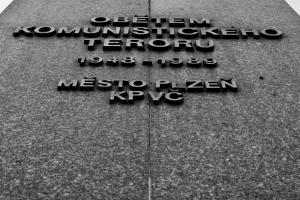 OBĚTEM
KOMUNISTICKÉHO
TERORU
1948 - 1989
MĚSTO PLZEŇ
KPVČ